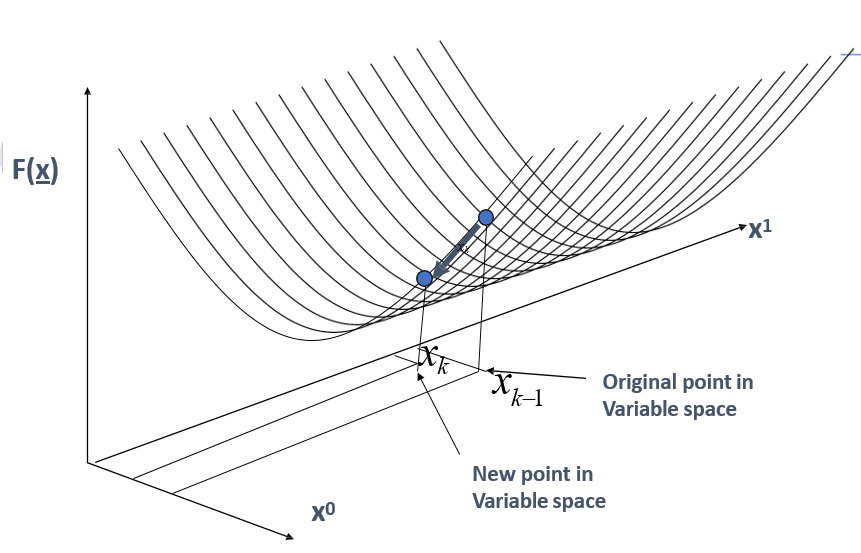 F(x)
x1
xk
xk–1
Original point in
Variable space
New point in
Variable space
x0